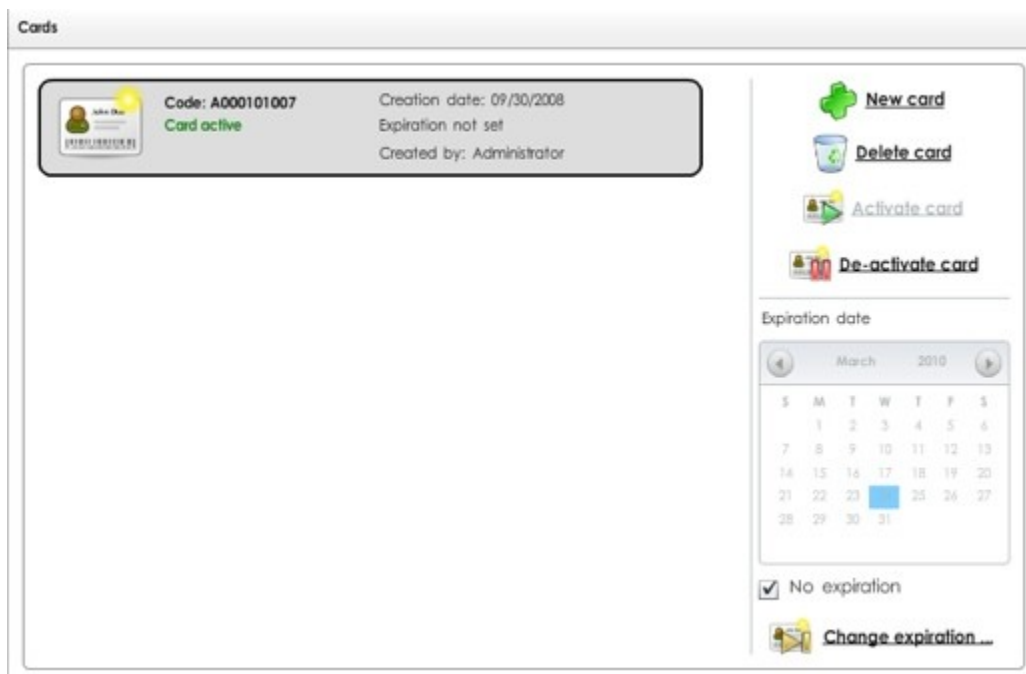 Cards
Code: A000101007
Card active
Creation date: 09/30/2008
Expiration not set
Created by: Administrator
New card
Delete card
Activate card
De-activate card
Expiration date
March 2010
S M T W T F S
1 2 3 4 5 6
7 8 9 10 11 12 13
14 15 16 17 18 19 20
21 22 23 25 26 27
28 29 30 31
No expiration
Change expiration ...